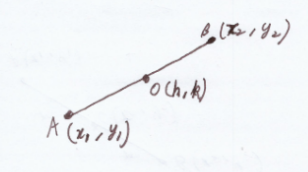 B (x₂, y₂)
O (h, k)
A (x₁, y₁)